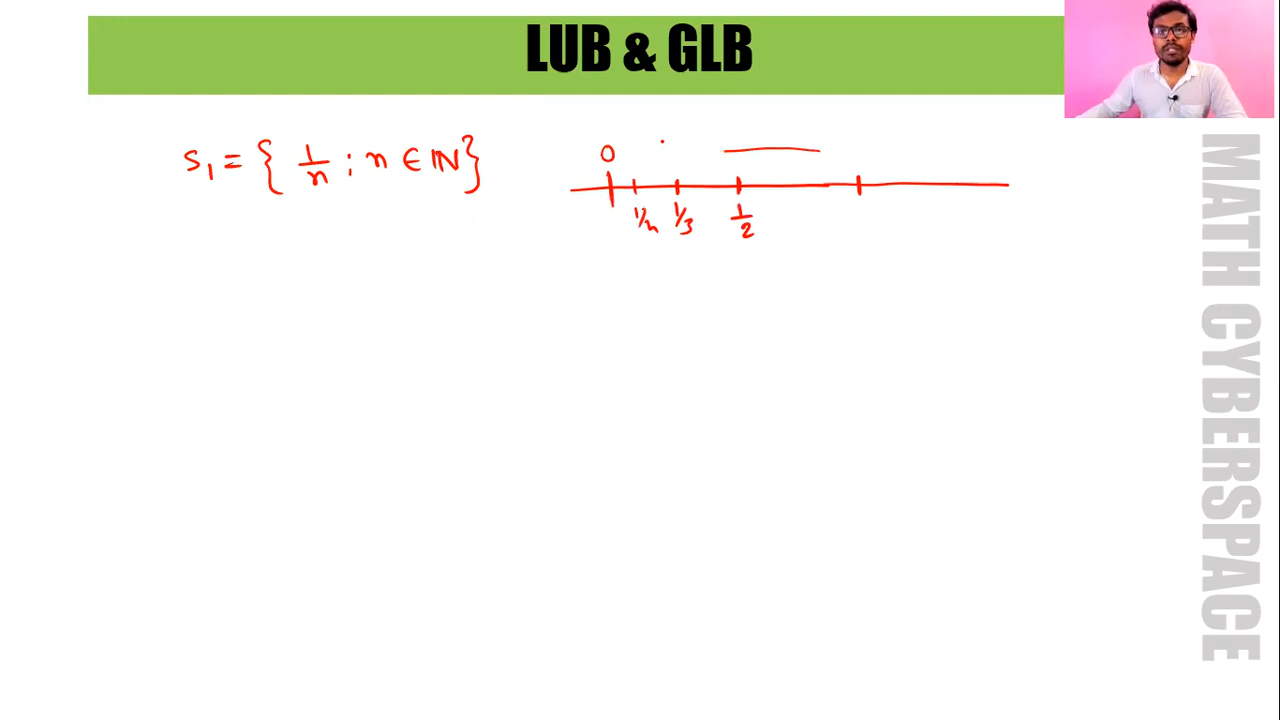 LUB & GLB
S₁ = { 1/n ; n ∈ ℕ }
0
1/n 1/3 1/2
MATH CYBERSPACE